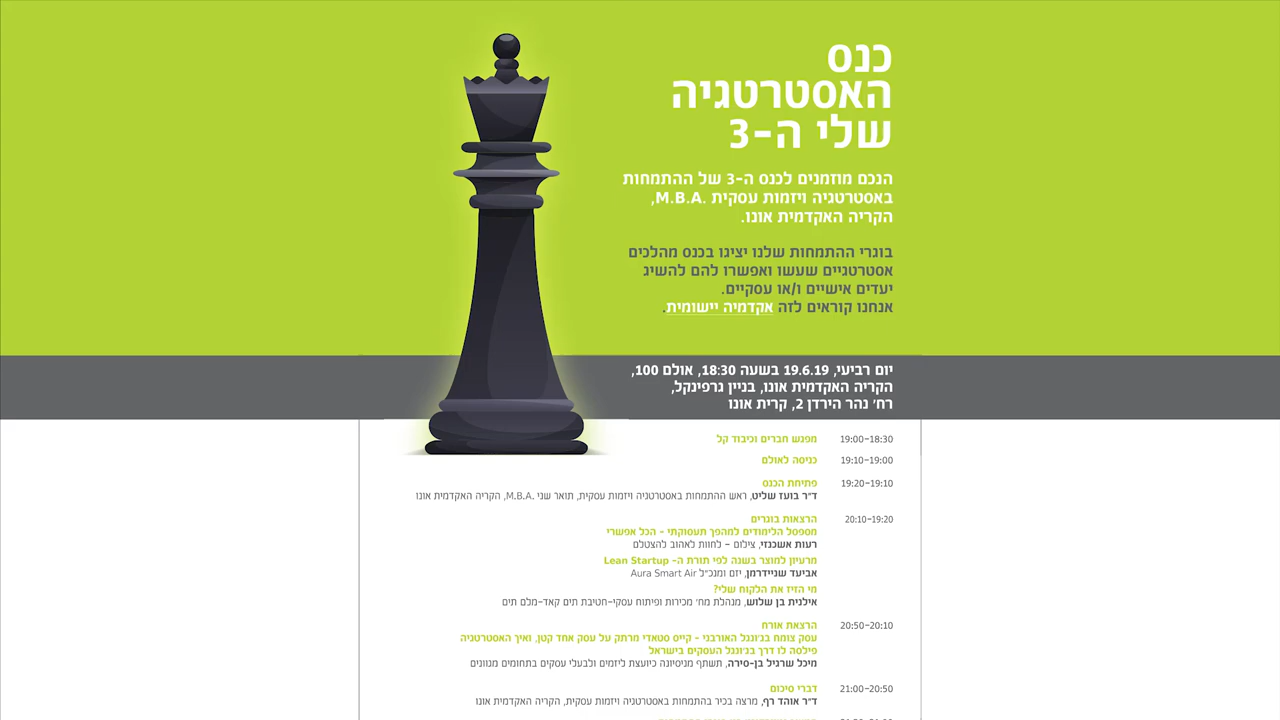 כנס
האסטרטגיה
שלי ה-3
הנכם מוזמנים לכנס ה-3 של ההתמחות
באסטרטגיה ויזמות עסקית .M.B.A,
הקריה האקדמית אונו.
בוגרי ההתמחות שלנו יציגו בכנס מהלכים
אסטרטגיים שעשו ואפשרו להם להשיג
יעדים אישיים ו/או עסקיים.
אנחנו קוראים לזה אקדמיה יישומית.
יום רביעי, 19.6.19 בשעה 18:30, אולם 100,
הקריה האקדמית אונו, בניין גרפינקל,
רח׳ נהר הירדן 2, קרית אונו
19:00-18:30 מפגש חברים וכיבוד קל
19:10-19:00 כניסה לאולם
19:20-19:10 פתיחת הכנס
ד״ר בועז שליט, ראש ההתמחות באסטרטגיה ויזמות עסקית, תואר שני .M.B.A, הקריה האקדמית אונו
20:10-19:20 הרצאות בוגרים
מספסל הלימודים למהפך תעסוקתי - הכל אפשרי
רעות אשכנזי, צילום - לחוות לאהוב להצטלם
מרעיון למוצר בשנה לפי תורת ה- Lean Startup
אביעד שניידרמן, יזם ומנכ״ל Aura Smart Air
מי הזיז את הלקוח שלי?
אילנית בן שלוש, מנהלת מח׳ מכירות ופיתוח עסקי-חטיבת תים קאד-מלם תים
20:50-20:10 הרצאת אורח
עסק צומח בג׳ונגל האורבני - קייס סטאדי מרתק על עסק אחד קטן, ואיך האסטרטגיה
פילסה לו דרך בג׳ונגל העסקים בישראל
מיכל שרגיל בן-סירה, תשתף מניסיונה כיועצת ליזמים ולבעלי עסקים בתחומים מגוונים
21:00-20:50 דברי סיכום
ד״ר אוהד רף, מרצה בכיר בהתמחות באסטרטגיה ויזמות עסקית, הקריה האקדמית אונו